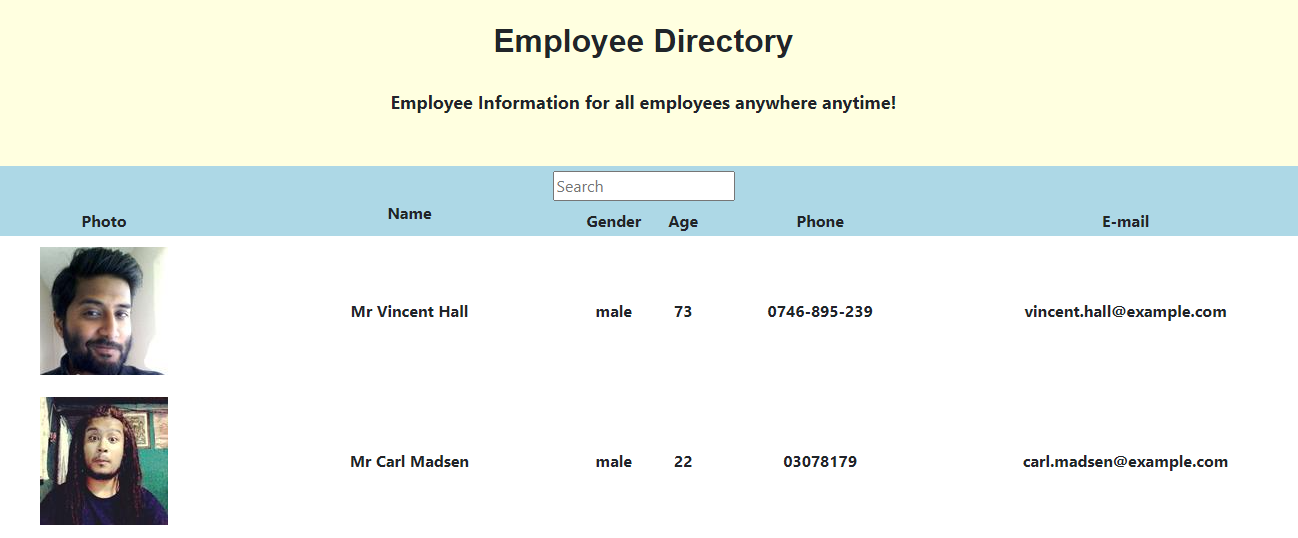 Employee Directory
Employee Information for all employees anywhere anytime!
Search
Photo Name Gender Age Phone E-mail
Mr Vincent Hall male 73 0746-895-239 vincent.hall@example.com
Mr Carl Madsen male 22 03078179 carl.madsen@example.com